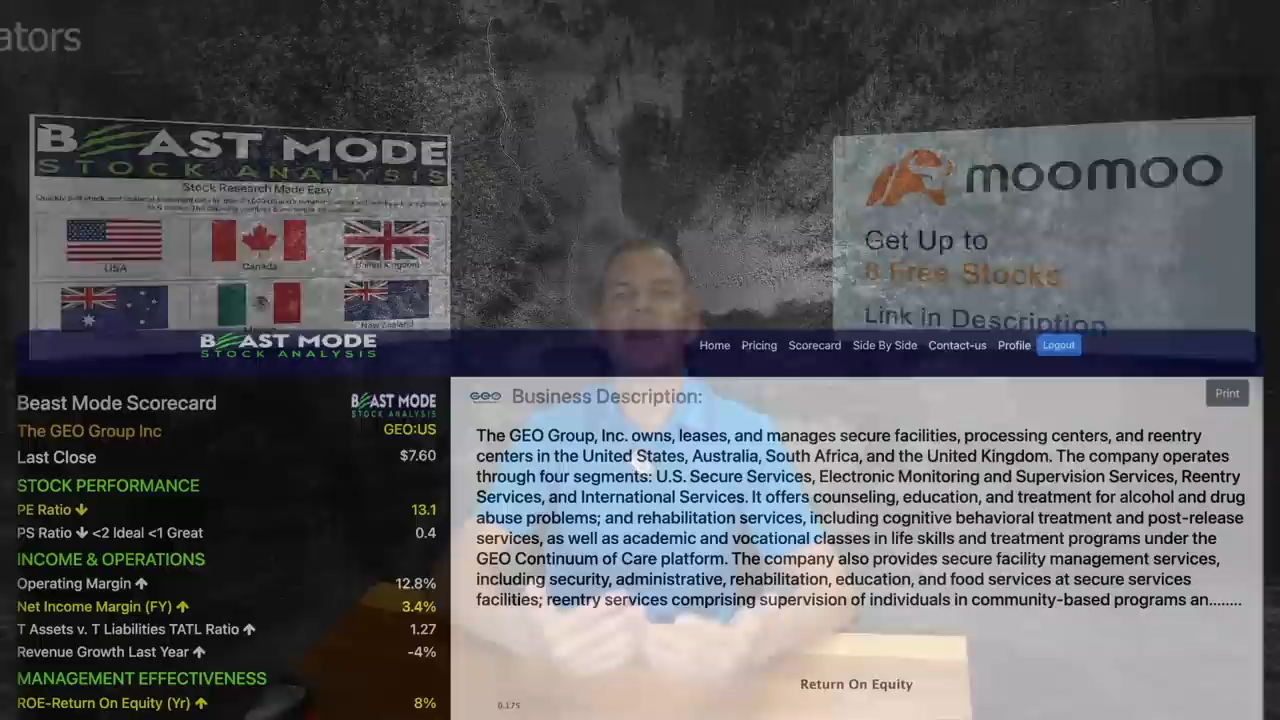 ators
BEAST MODE
STOCK ANALYSIS
Stock Research Made Easy
USA
Canada
United Kingdom
New Zealand
moomoo
Get Up to
8 Free Stocks
Link in Description
BEAST MODE
STOCK ANALYSIS
Home Pricing Scorecard Side By Side Contact-us Profile Logout
Beast Mode Scorecard
BEAST MODE
STOCK ANALYSIS
The GEO Group Inc GEO:US
Last Close $7.60
STOCK PERFORMANCE
PE Ratio ↓ 13.1
PS Ratio ↓ <2 Ideal <1 Great 0.4
INCOME & OPERATIONS
Operating Margin ↑ 12.8%
Net Income Margin (FY) ↑ 3.4%
T Assets v. T Liabilities TATL Ratio ↑ 1.27
Revenue Growth Last Year ↑ -4%
MANAGEMENT EFFECTIVENESS
ROE-Return On Equity (Yr) ↑ 8%
GEO Business Description:
Print
The GEO Group, Inc. owns, leases, and manages secure facilities, processing centers, and reentry
centers in the United States, Australia, South Africa, and the United Kingdom. The company operates
through four segments: U.S. Secure Services, Electronic Monitoring and Supervision Services, Reentry
Services, and International Services. It offers counseling, education, and treatment for alcohol and drug
abuse problems; and rehabilitation services, including cognitive behavioral treatment and post-release
services, as well as academic and vocational classes in life skills and treatment programs under the
GEO Continuum of Care platform. The company also provides secure facility management services,
including security, administrative, rehabilitation, education, and food services at secure services
facilities; reentry services comprising supervision of individuals in community-based programs an........
Return On Equity
0.175